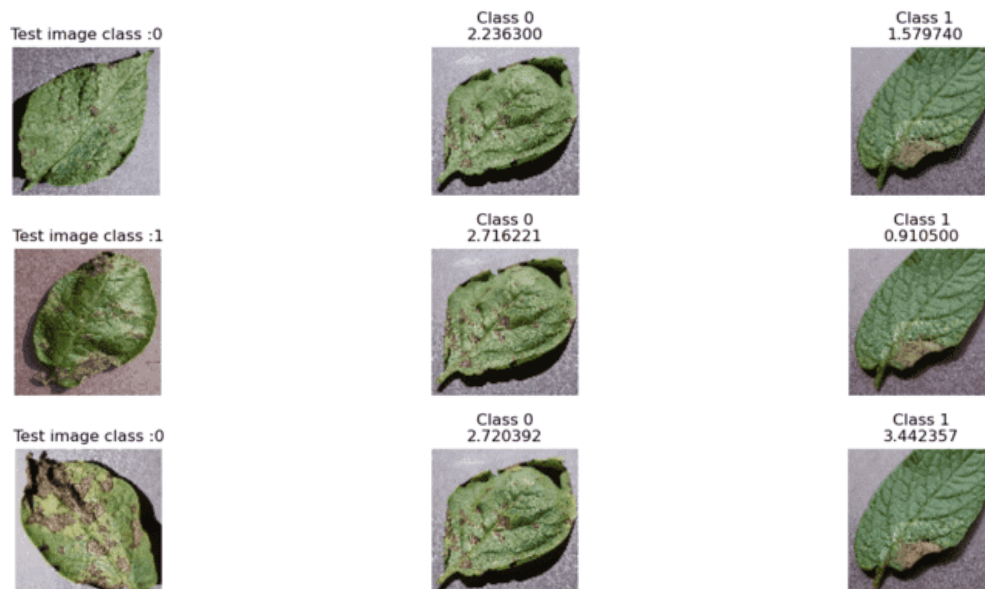 Test image class :0
Class 0
2.236300
Class 1
1.579740
Test image class :1
Class 0
2.716221
Class 1
0.910500
Test image class :0
Class 0
2.720392
Class 1
3.442357